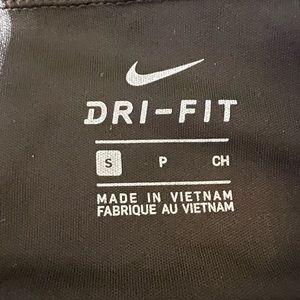 DRI-FIT
S P CH
MADE IN VIETNAM
FABRIQUE AU VIETNAM